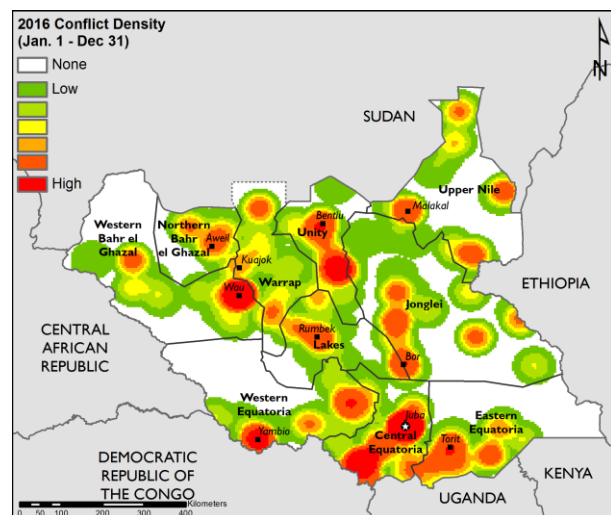 2016 Conflict Density
(Jan. 1 - Dec 31)
None
Low
High
N
SUDAN
Upper Nile
Malakal
Bentiu
Unity
Western
Bahr el
Ghazal
Northern
Bahr
el Ghazal
Aweil
Kuajok
Warrap
Wau
ETHIOPIA
Jonglei
CENTRAL
AFRICAN
REPUBLIC
Rumbek
Lakes
Bor
Western
Equatoria
Yambio
Juba
Central
Equatoria
Eastern
Equatoria
Torit
DEMOCRATIC
REPUBLIC
OF THE CONGO
UGANDA
KENYA
Kilometers
0 50 100 200 300 400